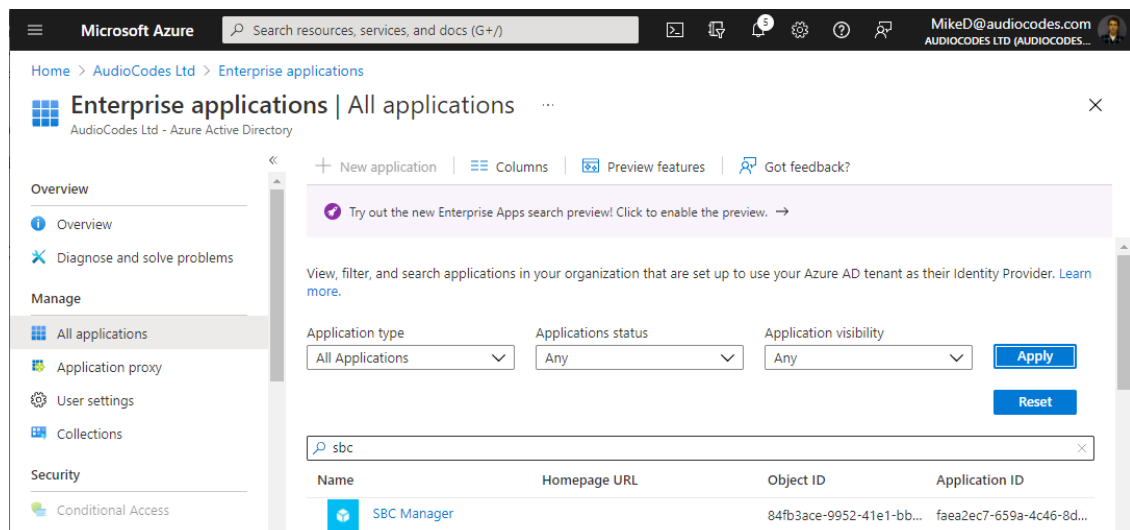 Microsoft Azure
Search resources, services, and docs (G+/)
5
MikeD@audiocodes.com
AUDIOCODES LTD (AUDIOCODES...
Home > AudioCodes Ltd > Enterprise applications
Enterprise applications | All applications ...
AudioCodes Ltd - Azure Active Directory
«
+ New application
Columns
Preview features
Got feedback?
Overview
Overview
Diagnose and solve problems
Manage
All applications
Application proxy
User settings
Collections
Security
Conditional Access
Try out the new Enterprise Apps search preview! Click to enable the preview. →
View, filter, and search applications in your organization that are set up to use your Azure AD tenant as their Identity Provider. Learn
more.
Application type
Applications status
Application visibility
All Applications
Any
Any
Apply
Reset
sbc
Name Homepage URL Object ID Application ID
SBC Manager 84fb3ace-9952-41e1-bb... faea2ec7-659a-4c46-8d...